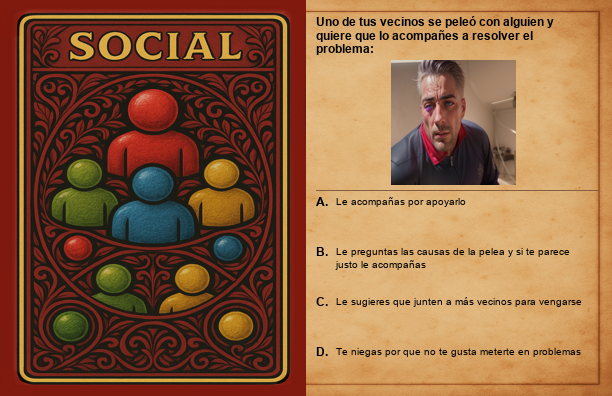 SOCIAL
Uno de tus vecinos se peleó con alguien y
quiere que lo acompañes a resolver el
problema:
A. Le acompañas por apoyarlo
B. Le preguntas las causas de la pelea y si te parece
justo le acompañas
C. Le sugieres que junten a más vecinos para vengarse
D. Te niegas por que no te gusta meterte en problemas